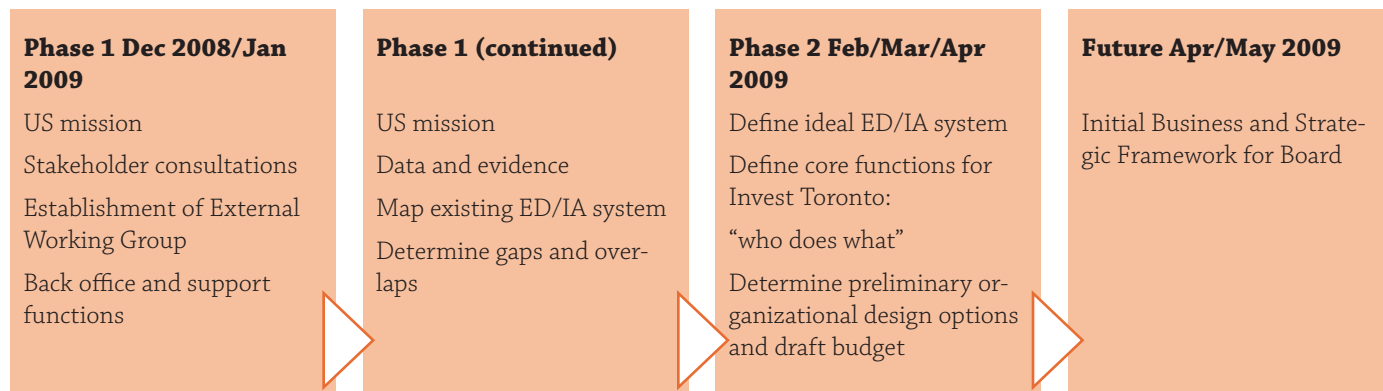 Phase 1 Dec 2008/Jan
2009
US mission
Stakeholder consultations
Establishment of External
Working Group
Back office and support
functions
Phase 1 (continued)
US mission
Data and evidence
Map existing ED/IA system
Determine gaps and over-
laps
Phase 2 Feb/Mar/Apr
2009
Define ideal ED/IA system
Define core functions for
Invest Toronto:
“who does what”
Determine preliminary or-
ganizational design options
and draft budget
Future Apr/May 2009
Initial Business and Strate-
gic Framework for Board